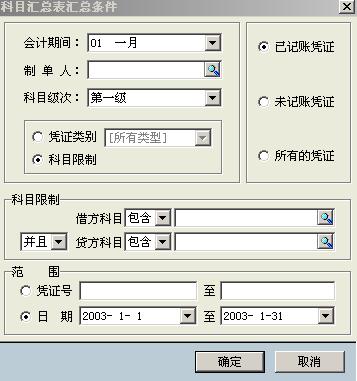 科目汇总表汇总条件
会计期间： 01 一月
制 单 人：
科目级次： 第一级
凭证类别 [所有类型]
科目限制
已记账凭证
未记账凭证
所有的凭证
科目限制
借方科目 包含
并且 贷方科目 包含
范 围
凭证号 至
日 期 2003- 1- 1 至 2003- 1-31
确定 取消